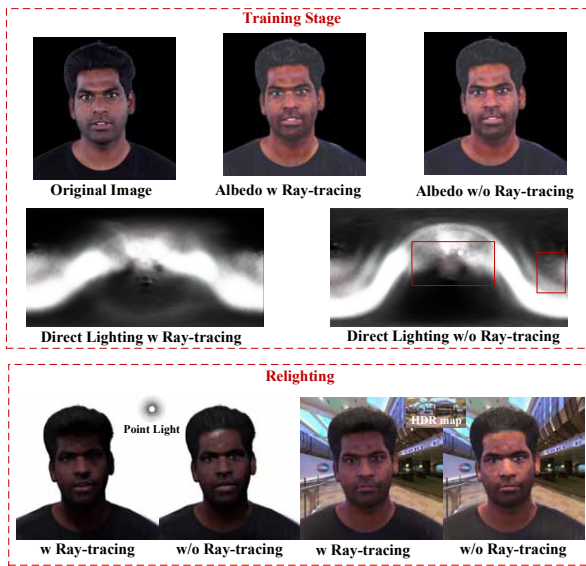 Training Stage
Original Image
Albedo w Ray-tracing
Albedo w/o Ray-tracing
Direct Lighting w Ray-tracing
Direct Lighting w/o Ray-tracing
Relighting
Point Light
HDR map
w Ray-tracing
w/o Ray-tracing
w Ray-tracing
w/o Ray-tracing